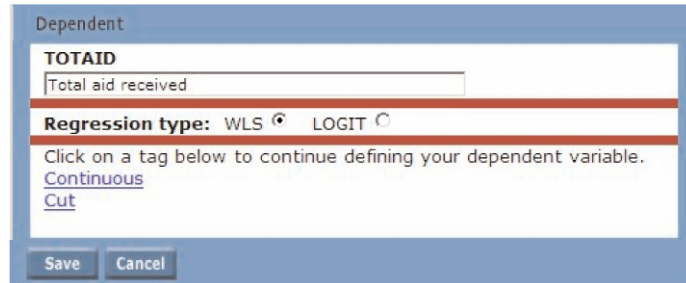 Dependent
TOTAID
Total aid received
Regression type: WLS LOGIT
Click on a tag below to continue defining your dependent variable.
Continuous
Cut
Save Cancel